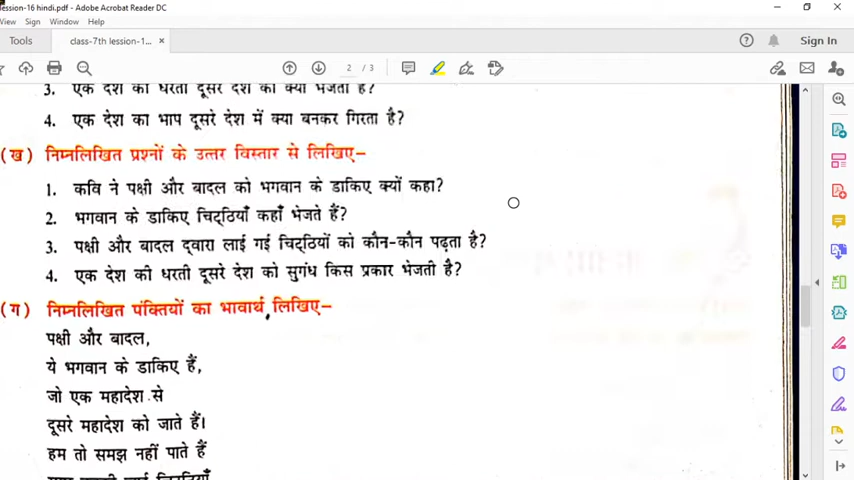 lession-16 hindi.pdf - Adobe Acrobat Reader DC
View Sign Window Help
Tools class-7th lession-1... × Sign In
2 / 3
3. एक देश की धरती दूसरे देश को क्या भेजती है?
4. एक देश का भाप दूसरे देश में क्या बनकर गिरता है?
(ख) निम्नलिखित प्रश्नों के उत्तर विस्तार से लिखिए-
1. कवि ने पक्षी और बादल को भगवान के डाकिए क्यों कहा?
2. भगवान के डाकिए चिट्ठियाँ कहाँ भेजते हैं?
3. पक्षी और बादल द्वारा लाई गई चिट्ठियों को कौन-कौन पढ़ता है?
4. एक देश की धरती दूसरे देश को सुगंध किस प्रकार भेजती है?
(ग) निम्नलिखित पंक्तियों का भावार्थ लिखिए-
पक्षी और बादल,
ये भगवान के डाकिए हैं,
जो एक महादेश से
दूसरे महादेश को जाते हैं।
हम तो समझ नहीं पाते हैं